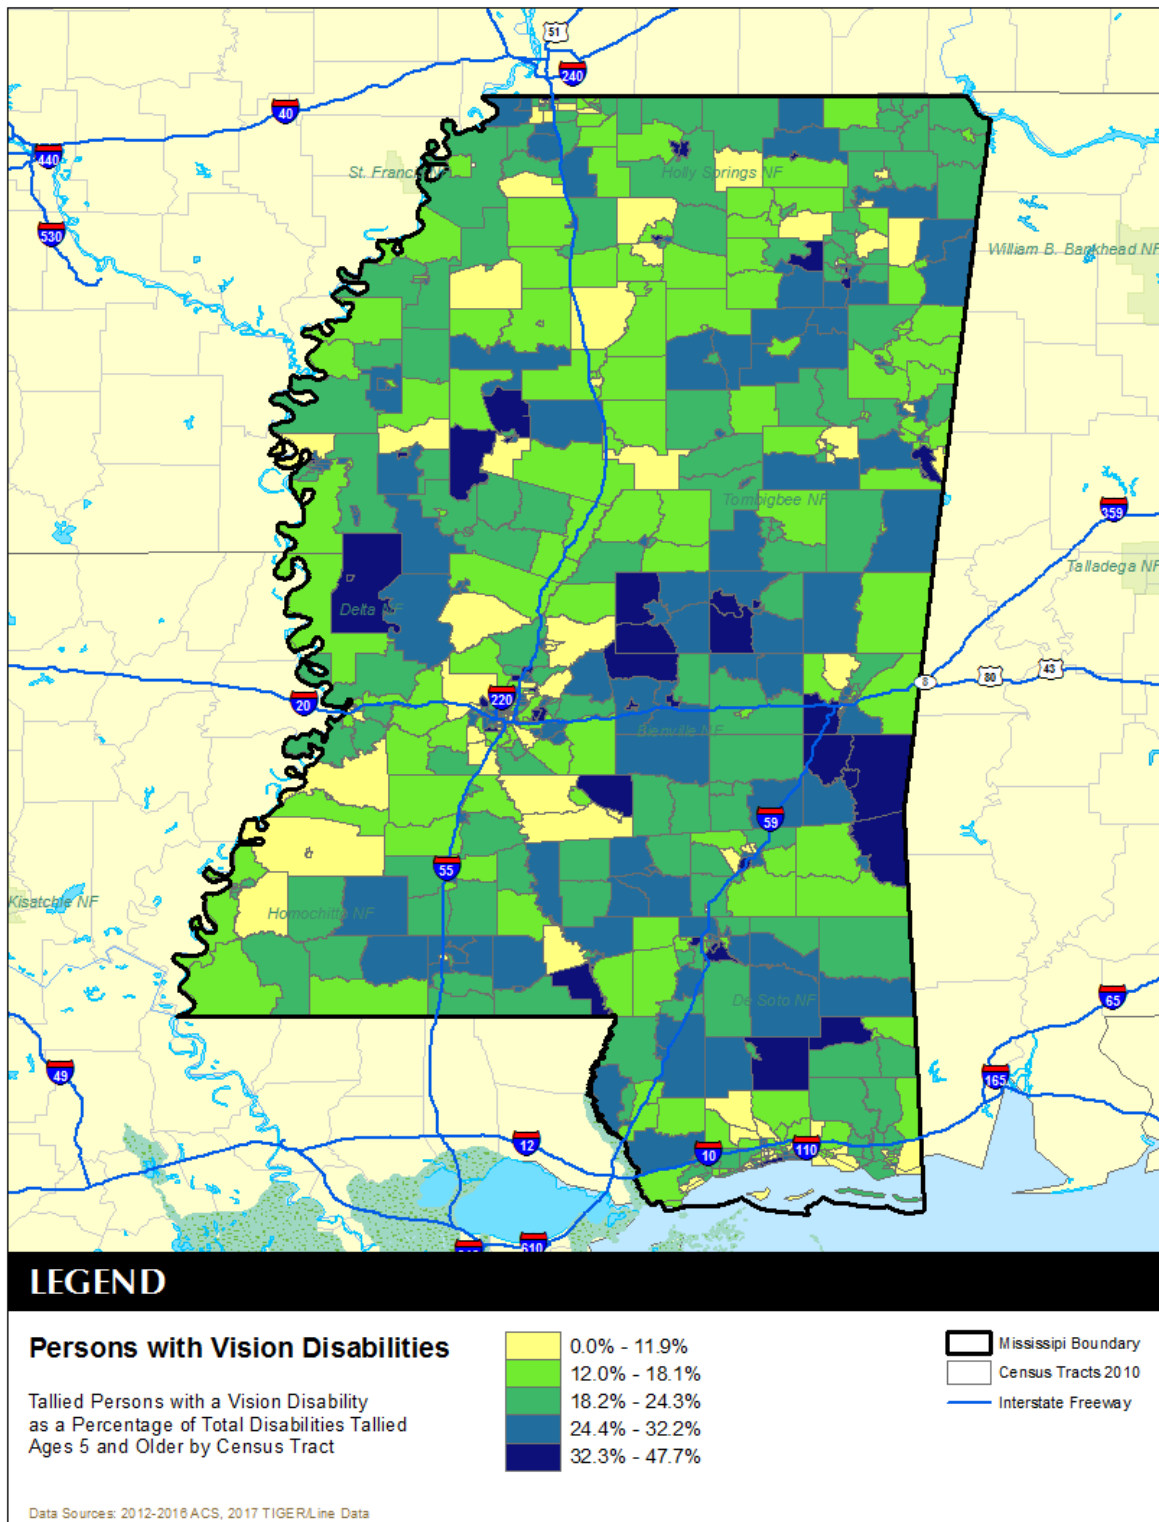 51
240
40
440
St. Francis NF
Holly Springs NF
530
William B. Bankhead NF
Tombigbee NF
359
Talladega NF
Delta NF
20
220
8
80
43
Bienville NF
59
55
Kisatchie NF
Homochitto NF
De Soto NF
65
49
165
12
10
110
610
LEGEND
Persons with Vision Disabilities
Tallied Persons with a Vision Disability
as a Percentage of Total Disabilities Tallied
Ages 5 and Older by Census Tract
0.0% - 11.9%
12.0% - 18.1%
18.2% - 24.3%
24.4% - 32.2%
32.3% - 47.7%
Mississipi Boundary
Census Tracts 2010
Interstate Freeway
Data Sources: 2012-2016 ACS, 2017 TIGER/Line Data